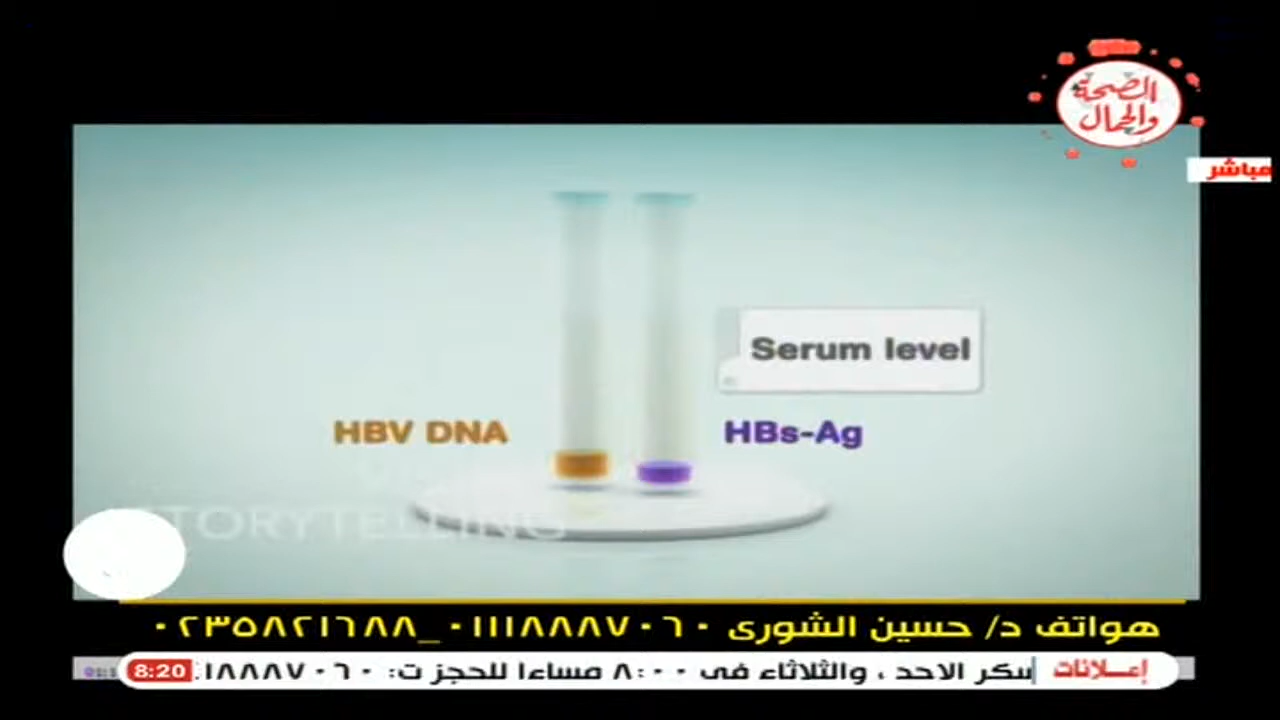 الصحة
والجمال
مباشر
Serum level
HBV DNA
HBs-Ag
STORYTELLING
هواتف د/ حسين الشورى ٠١١١٨٨٨٧٠٦٠_٠٢٣٥٨٢١٦٨٨
إعلانات
سكر الاحد ، والثلاثاء فى ٨:٠٠ مساءا للحجز ت: ١٨٨٨٧٠٦٠
8:20